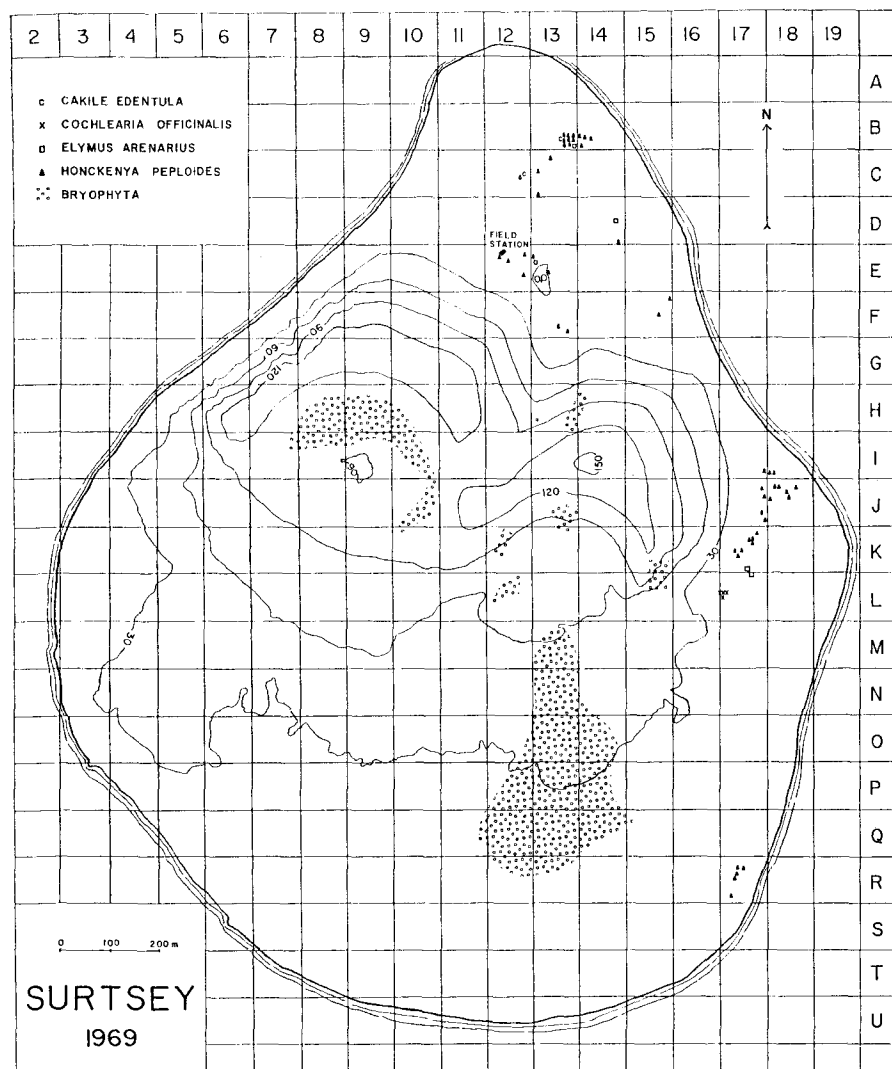 2 3 4 5 6 7 8 9 10 11 12 13 14 15 16 17 18 19
A
C CAKILE EDENTULA
X COCHLEARIA OFFICINALIS
B
N
ELYMUS ARENARIUS
HONCKENYA PEPLOIDES
C
BRYOPHYTA
D
FIELD
STATION
E
F
90
60
G
120
H
I
150
120
J
K
30
L
30
M
N
O
P
Q
R
S
0 100 200 m
T
SURTSEY
U
1969